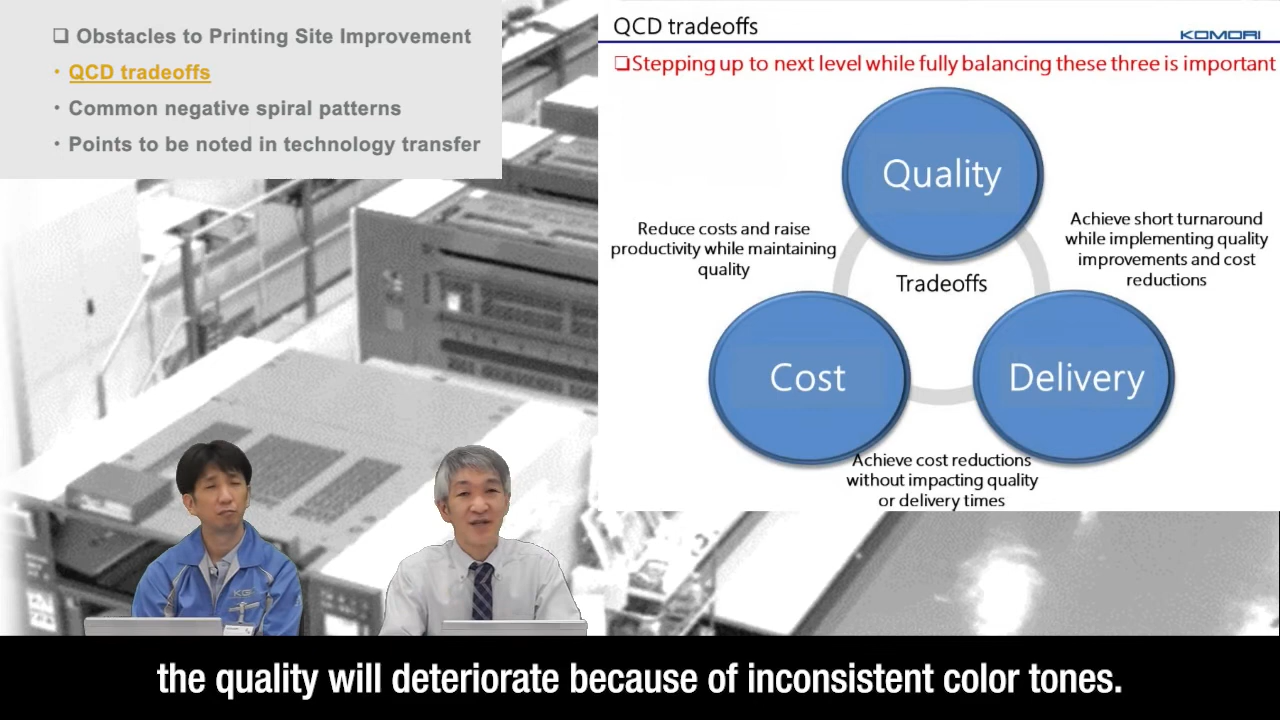 ❑ Obstacles to Printing Site Improvement
・QCD tradeoffs
・Common negative spiral patterns
・Points to be noted in technology transfer
QCD tradeoffs
KOMORI
❑Stepping up to next level while fully balancing these three is important
Quality
Reduce costs and raise
productivity while maintaining
quality
Achieve short turnaround
while implementing quality
improvements and cost
reductions
Tradeoffs
Cost
Delivery
Achieve cost reductions
without impacting quality
or delivery times
KG
the quality will deteriorate because of inconsistent color tones.